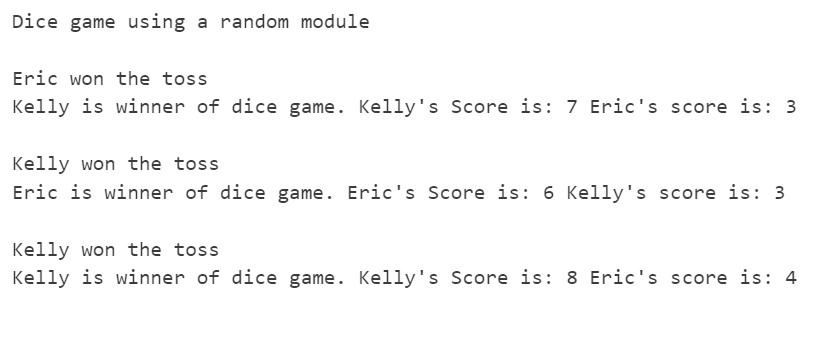 Dice game using a random module
Eric won the toss
Kelly is winner of dice game. Kelly's Score is: 7 Eric's score is: 3
Kelly won the toss
Eric is winner of dice game. Eric's Score is: 6 Kelly's score is: 3
Kelly won the toss
Kelly is winner of dice game. Kelly's Score is: 8 Eric's score is: 4